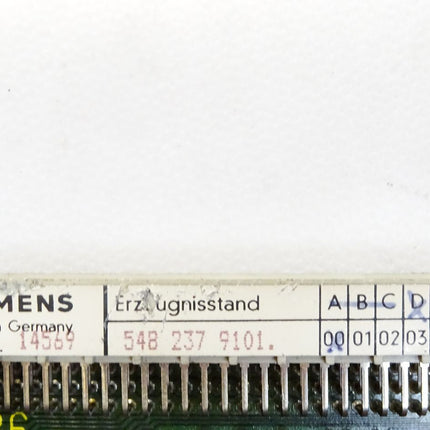 MENS Erzeugnisstand A B C D
Germany
14569 548 237 9101. 00 01 02 03